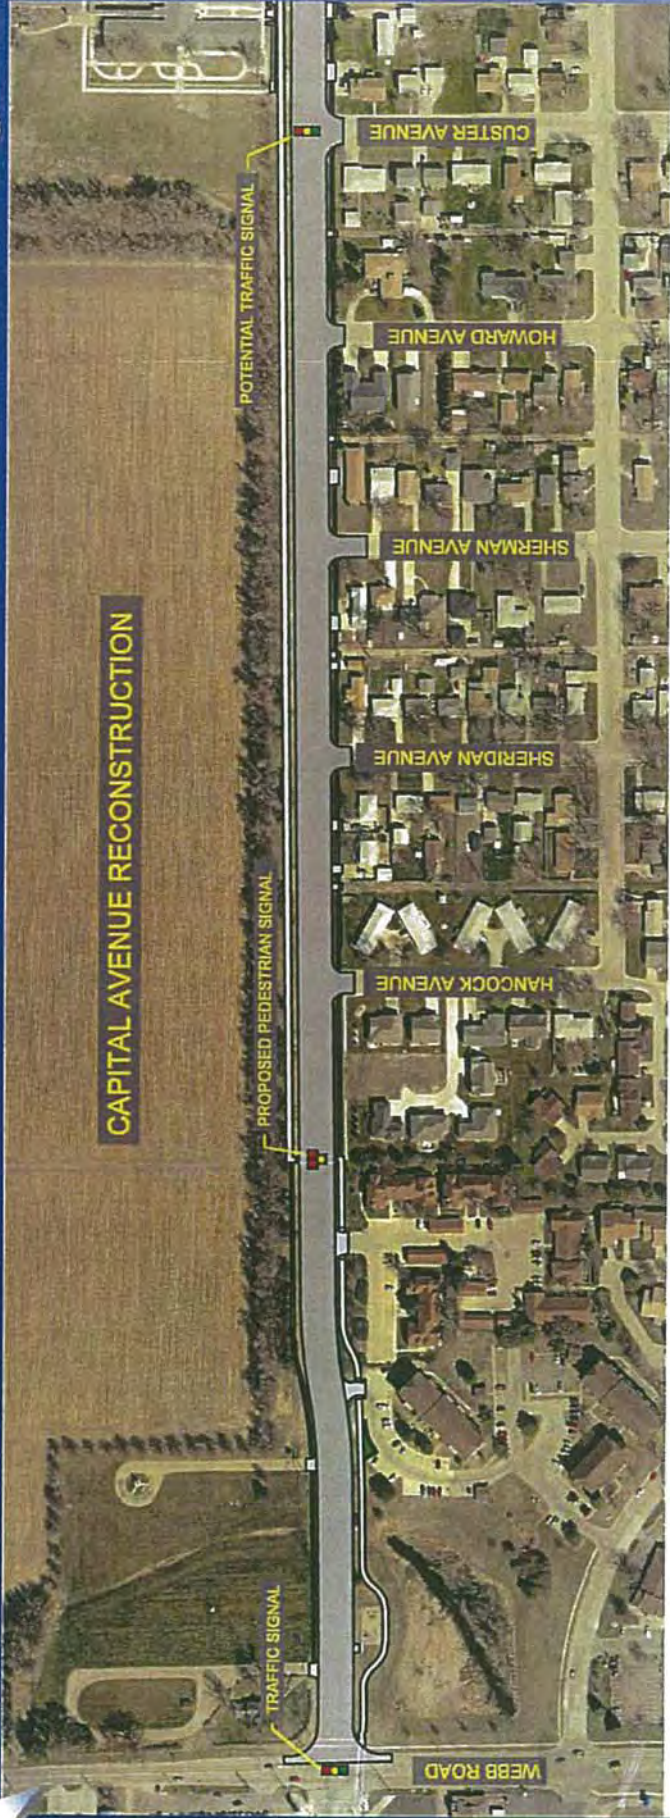 CAPITAL AVENUE RECONSTRUCTION
TRAFFIC SIGNAL
PROPOSED PEDESTRIAN SIGNAL
POTENTIAL TRAFFIC SIGNAL
WEBB ROAD
HANCOCK AVENUE
SHERIDAN AVENUE
SHERMAN AVENUE
HOWARD AVENUE
CUSTER AVENUE